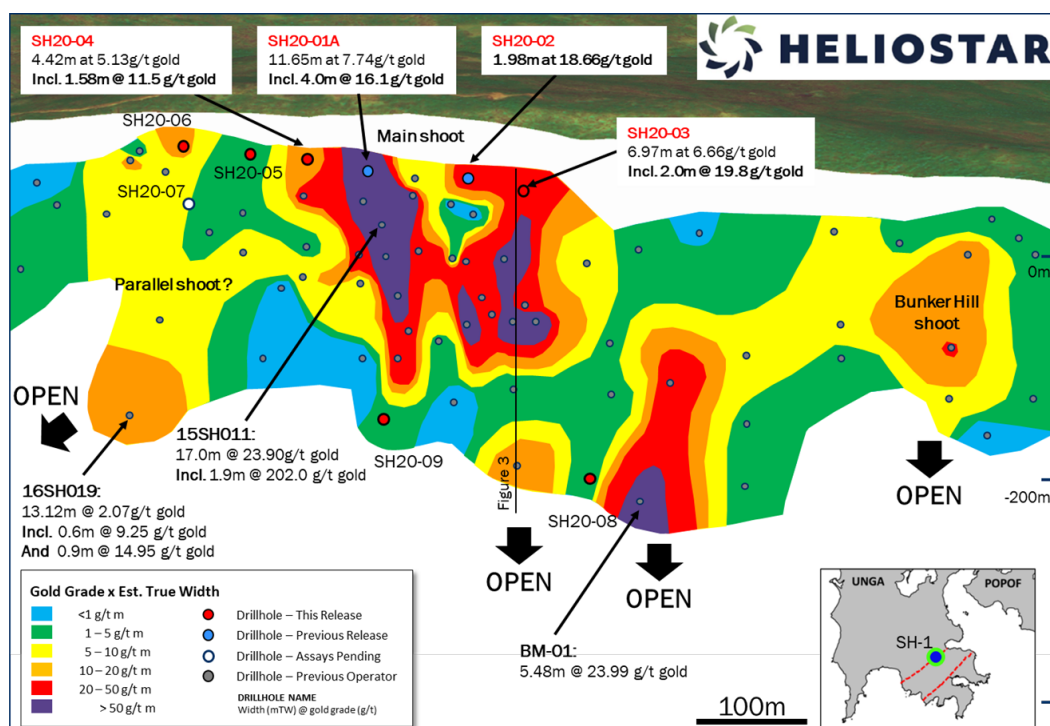 HELIOSTAR
SH20-04
4.42m at 5.13g/t gold
Incl. 1.58m @ 11.5 g/t gold
SH20-01A
11.65m at 7.74g/t gold
Incl. 4.0m @ 16.1g/t gold
SH20-02
1.98m at 18.66g/t gold
SH20-03
6.97m at 6.66g/t gold
Incl. 2.0m @ 19.8g/t gold
SH20-06
Main shoot
SH20-05
SH20-07
Parallel shoot ?
Bunker Hill
shoot
0m
OPEN
15SH011:
17.0m @ 23.90g/t gold
Incl. 1.9m @ 202.0 g/t gold
SH20-09
16SH019:
13.12m @ 2.07g/t gold
Incl. 0.6m @ 9.25 g/t gold
And 0.9m @ 14.95 g/t gold
Figure 3
SH20-08
OPEN
-200m
OPEN
OPEN
BM-01:
5.48m @ 23.99 g/t gold
Gold Grade x Est. True Width
<1 g/t m
1 – 5 g/t m
5 – 10 g/t m
10 – 20 g/t m
20 – 50 g/t m
> 50 g/t m
Drillhole – This Release
Drillhole – Previous Release
Drillhole – Assays Pending
Drillhole – Previous Operator
DRILLHOLE NAME
Width (mTW) @ gold grade (g/t)
100m
UNGA
POPOF
SH-1